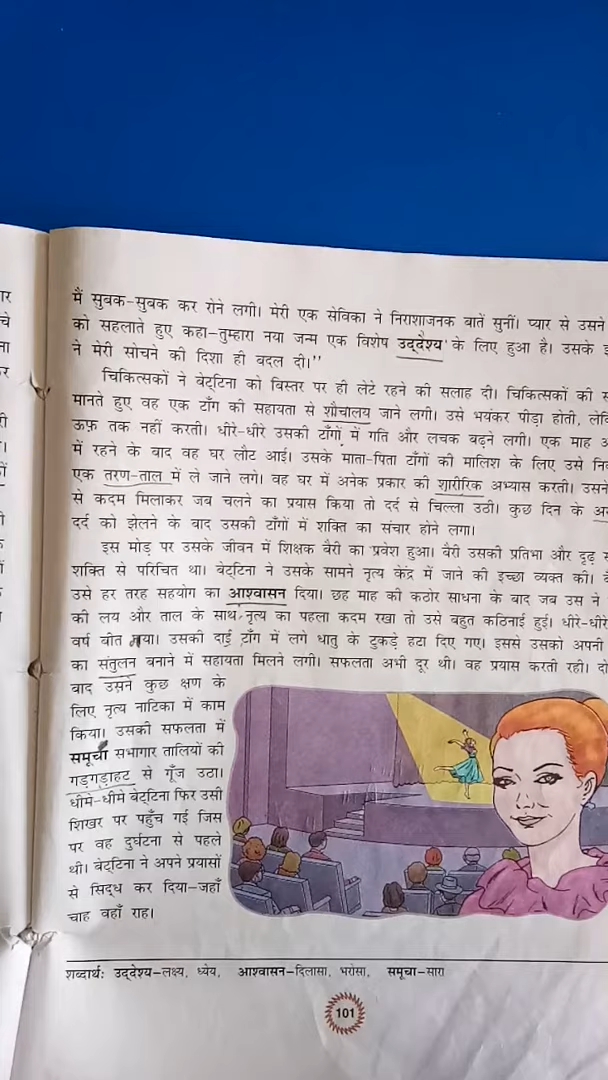 ार
चे
ना
कर
री
मैं सुबक-सुबक कर रोने लगी। मेरी एक सेविका ने निराशाजनक बातें सुनीं। प्यार से उसने
को सहलाते हुए कहा-तुम्हारा नया जन्म एक विशेष उद्देश्य के लिए हुआ है। उसके
ने मेरी सोचने की दिशा ही बदल दी।''
चिकित्सकों ने बेट्टिना को बिस्तर पर ही लेटे रहने की सलाह दी। चिकित्सकों की
मानते हुए वह एक टाँग की सहायता से शौचालय जाने लगी। उसे भयंकर पीड़ा होती,
ऊफ़ तक नहीं करती। धीरे-धीरे उसकी टाँगों में गति और लचक बढ़ने लगी। एक माह
में रहने के बाद वह घर लौट आई। उसके माता-पिता टाँगों की मालिश के लिए उसे
एक तरण-ताल में ले जाने लगे। वह घर में अनेक प्रकार की शारीरिक अभ्यास करती।
से कदम मिलाकर जब चलने का प्रयास किया तो दर्द से चिल्ला उठी। कुछ दिन के
दर्द को झेलने के बाद उसकी टाँगों में शक्ति का संचार होने लगा।
इस मोड़ पर उसके जीवन में शिक्षक बैरी का प्रवेश हुआ। बैरी उसकी प्रतिभा और दृढ़
शक्ति से परिचित था। बेट्टिना ने उसके सामने नृत्य केंद्र में जाने की इच्छा व्यक्त की।
उसे हर तरह सहयोग का आश्वासन दिया। छह माह की कठोर साधना के बाद जब उस ने
की लय और ताल के साथ नृत्य का पहला कदम रखा तो उसे बहुत कठिनाई हुई। धीरे-धीरे
वर्ष बीत गया। उसकी दाईं टाँग में लगे धातु के टुकड़े हटा दिए गए। इससे उसको अपनी
का संतुलन बनाने में सहायता मिलने लगी। सफलता अभी दूर थी। वह प्रयास करती रही।
बाद उसने कुछ क्षण के
लिए नृत्य नाटिका में काम
किया। उसकी सफलता में
समूचा सभागार तालियों की
गड़गड़ाहट से गूँज उठा।
धीमे-धीमे बेट्टिना फिर उसी
शिखर पर पहुँच गई जिस
पर वह दुर्घटना से पहले
थी। बेट्टिना ने अपने प्रयासों
से सिद्ध कर दिया-जहाँ
चाह वहाँ राह।
शब्दार्थ: उद्देश्य-लक्ष्य, ध्येय, आश्वासन-दिलासा, भरोसा, समूचा-सारा
101